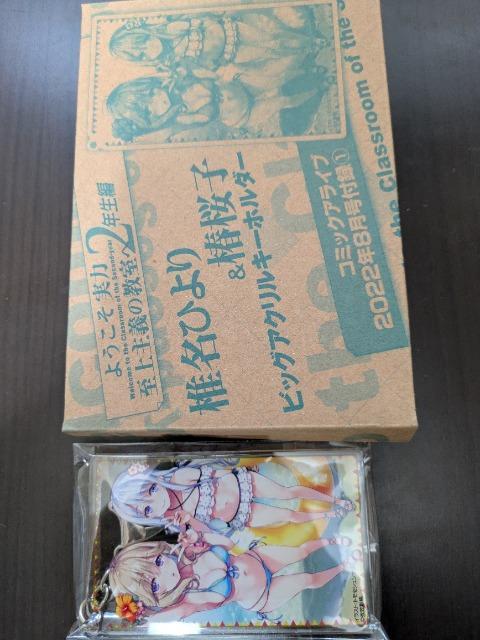 ようこそ実力
至上主義の教室へ
2年生編
Welcome to the Classroom of the Second-year
椎名ひより
&椿桜子
ビッグアクリルキーホルダー
コミックアライブ
2022年8月号付録①
the Classroom of the S